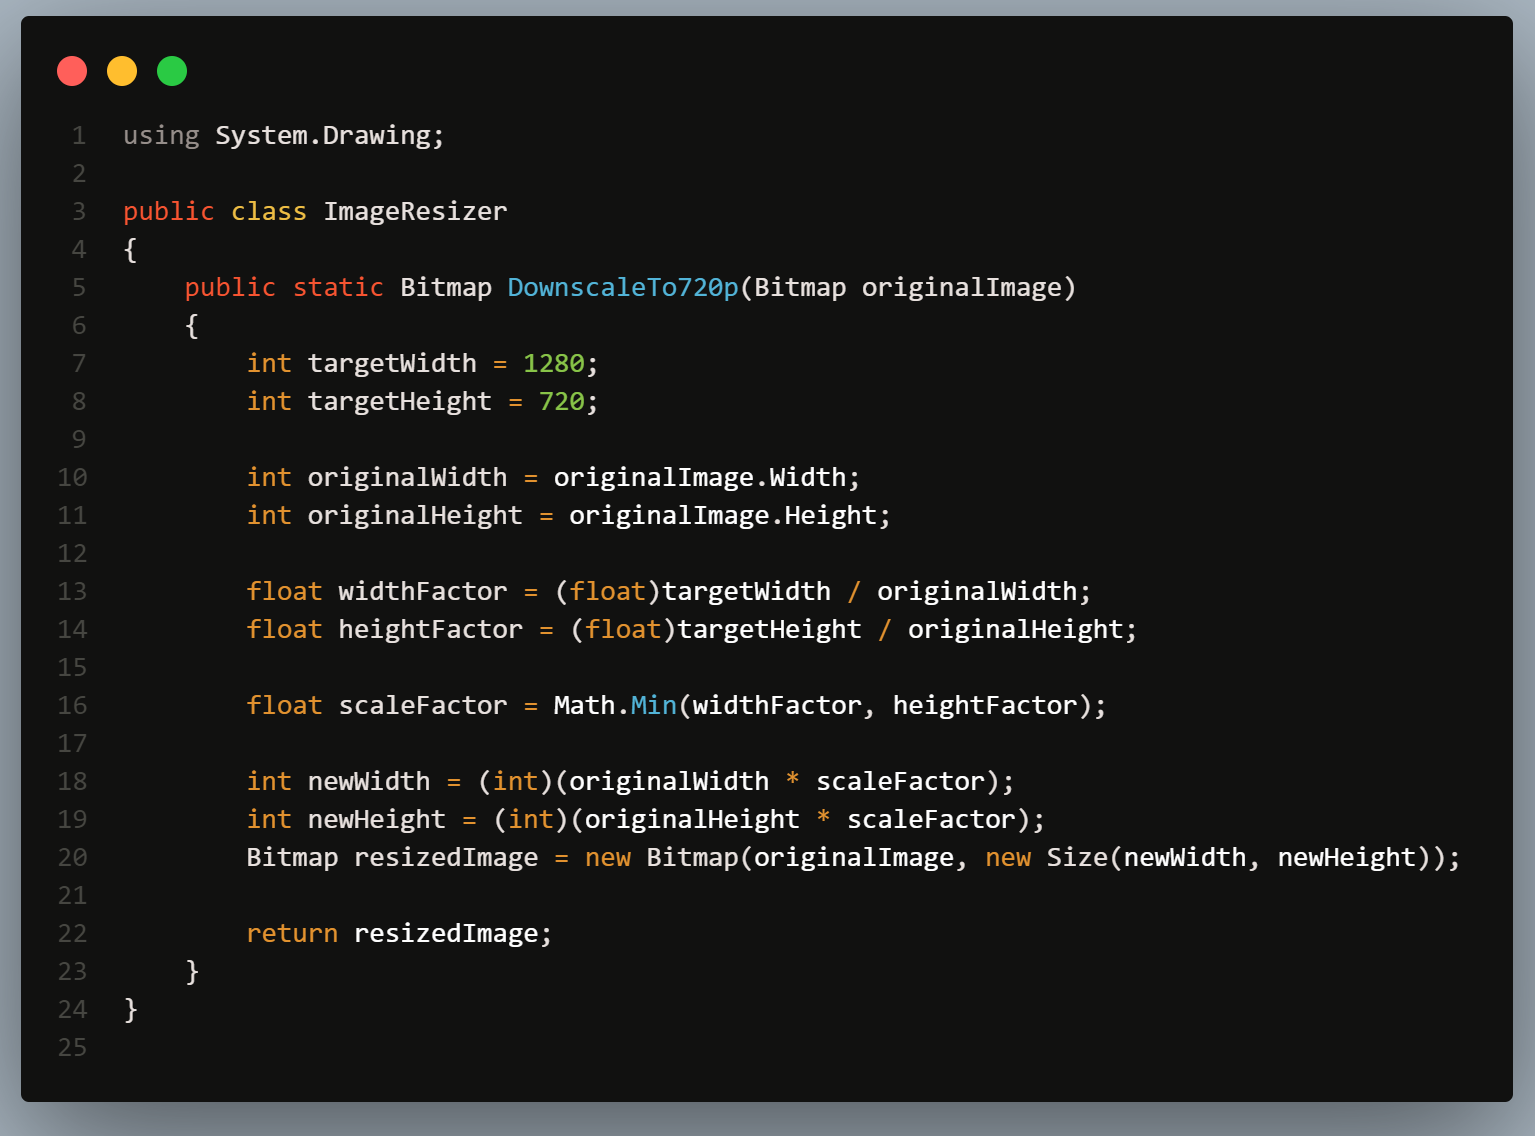 1 using System.Drawing;
2
3 public class ImageResizer
4 {
5     public static Bitmap DownscaleTo720p(Bitmap originalImage)
6     {
7         int targetWidth = 1280;
8         int targetHeight = 720;
9
10         int originalWidth = originalImage.Width;
11         int originalHeight = originalImage.Height;
12
13         float widthFactor = (float)targetWidth / originalWidth;
14         float heightFactor = (float)targetHeight / originalHeight;
15
16         float scaleFactor = Math.Min(widthFactor, heightFactor);
17
18         int newWidth = (int)(originalWidth * scaleFactor);
19         int newHeight = (int)(originalHeight * scaleFactor);
20         Bitmap resizedImage = new Bitmap(originalImage, new Size(newWidth, newHeight));
21
22         return resizedImage;
23     }
24 }
25